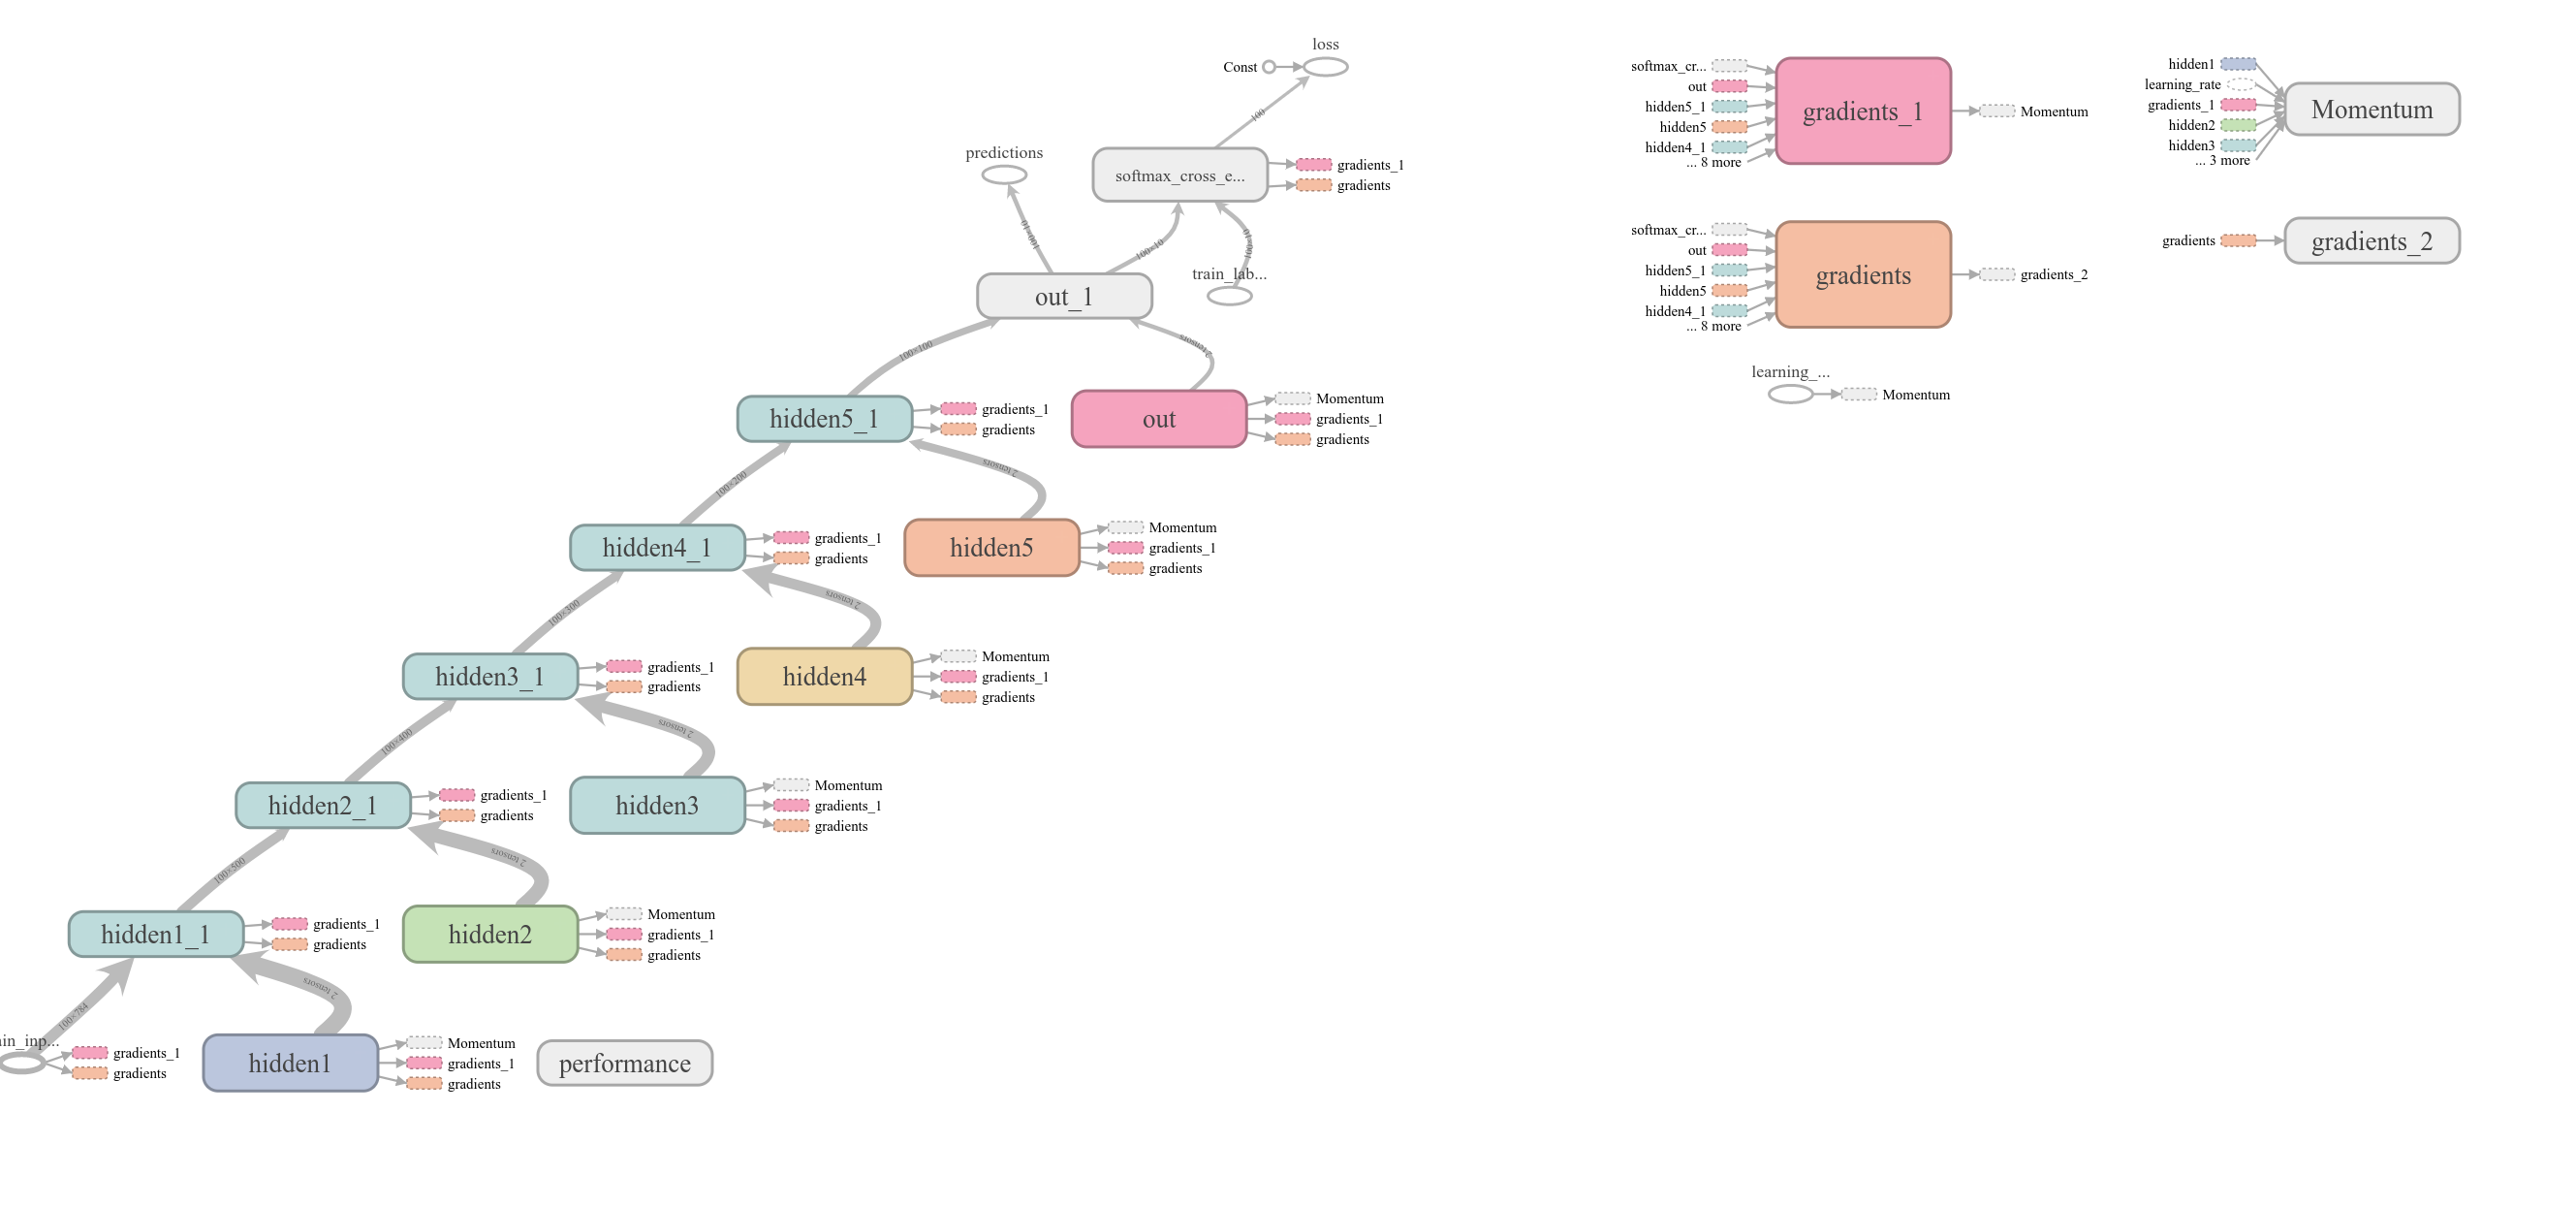 loss
Const
100
predictions
softmax_cross_e...
gradients_1
gradients
100×10
100×10
100×10
train_lab...
out_1
100×100
2 tensors
hidden5_1
gradients_1
gradients
out
Momentum
gradients_1
gradients
100×200
2 tensors
hidden4_1
gradients_1
gradients
hidden5
Momentum
gradients_1
gradients
100×300
2 tensors
hidden3_1
gradients_1
gradients
hidden4
Momentum
gradients_1
gradients
100×400
2 tensors
hidden2_1
gradients_1
gradients
hidden3
Momentum
gradients_1
gradients
100×500
2 tensors
hidden1_1
gradients_1
gradients
hidden2
Momentum
gradients_1
gradients
100×784
2 tensors
in_inp...
gradients_1
gradients
hidden1
Momentum
gradients_1
gradients
performance
softmax_cr...
out
hidden5_1
hidden5
hidden4_1
... 8 more
gradients_1
Momentum
softmax_cr...
out
hidden5_1
hidden5
hidden4_1
... 8 more
gradients
gradients_2
learning_...
Momentum
hidden1
learning_rate
gradients_1
hidden2
hidden3
... 3 more
Momentum
gradients
gradients_2